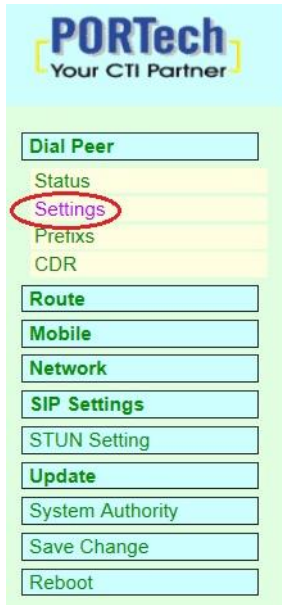 PORTech
Your CTI Partner
Dial Peer
Status
Settings
Prefixs
CDR
Route
Mobile
Network
SIP Settings
STUN Setting
Update
System Authority
Save Change
Reboot